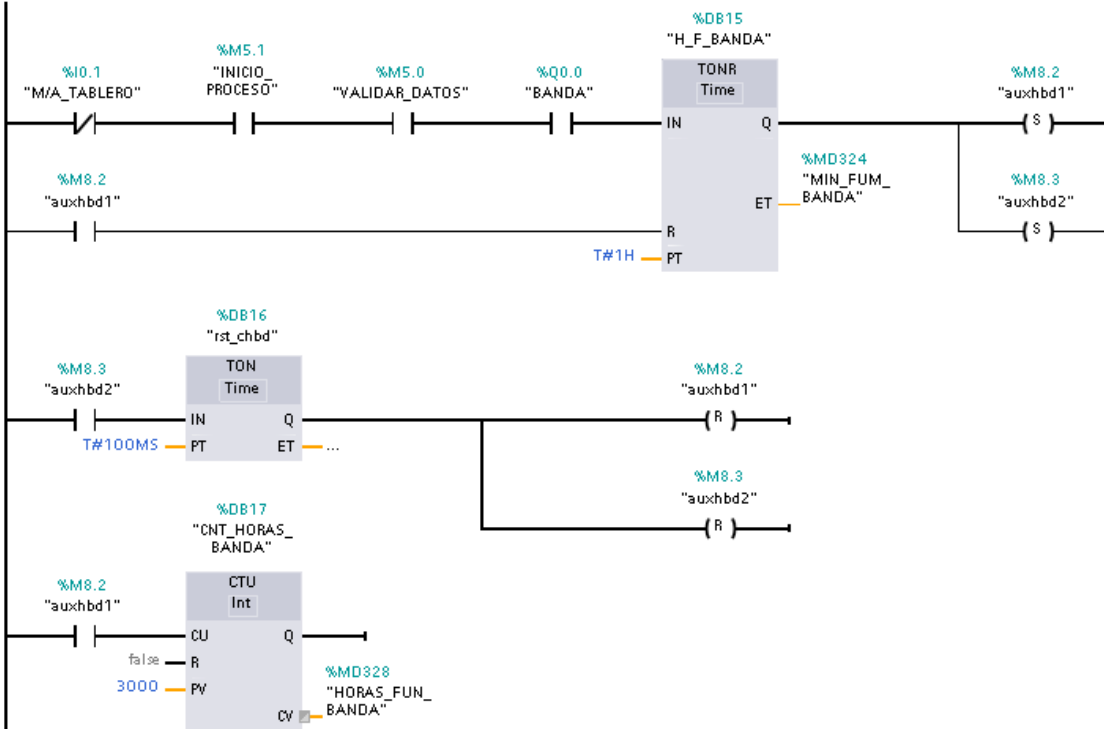 %DB15
"H_F_BANDA"
%M5.1
"INICIO_
PROCESO"
%I0.1
"M/A_TABLERO"
%M5.0
"VALIDAR_DATOS"
%Q0.0
"BANDA"
TONR
Time
%M8.2
"auxhbd1"
( S )
IN Q
%MD324
"MIN_FUM_
BANDA"
ET
%M8.3
"auxhbd2"
( S )
%M8.2
"auxhbd1"
R
T#1H PT
%DB16
"rst_chbd"
%M8.3
"auxhbd2"
TON
Time
%M8.2
"auxhbd1"
( R )
IN Q
T#100MS PT ET ...
%M8.3
"auxhbd2"
( R )
%DB17
"CNT_HORAS_
BANDA"
%M8.2
"auxhbd1"
CTU
Int
CU Q
false R
3000 PV
%MD328
"HORAS_FUN_
BANDA"
CV